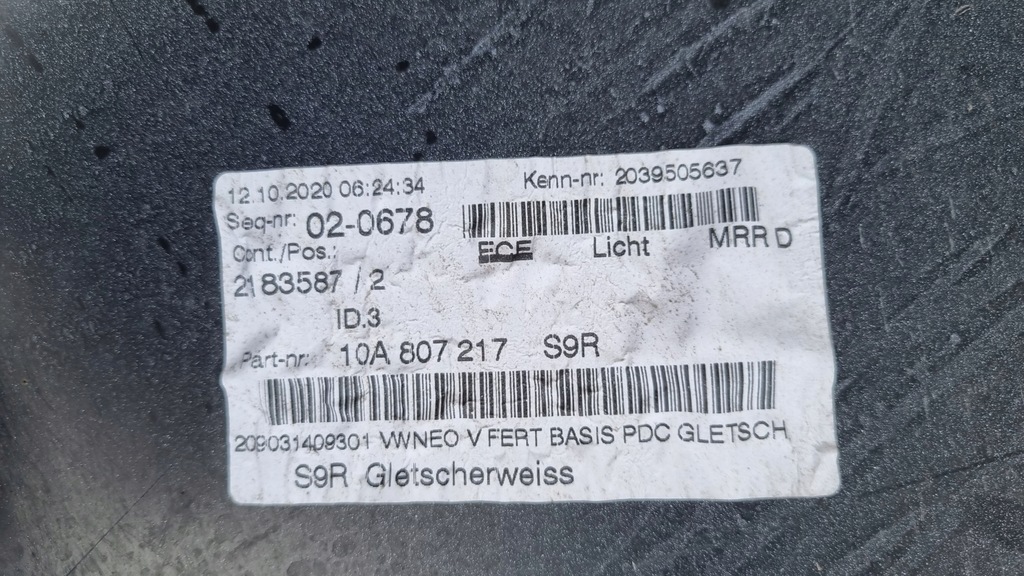 12.10.2020 06:24:34 Kenn-nr: 2039505637
Seq-nr: 02-0678
ECE Licht MRR D
Cont./Pos.:
2183587 / 2
ID.3
Part-nr: 10A 807 217 S9R
209031409301 VWNEO V FERT BASIS PDC GLETSCH
S9R Gletscherweiss